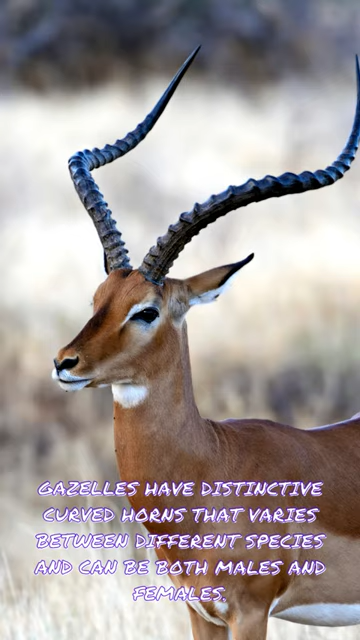 GAZELLES HAVE DISTINCTIVE
CURVED HORNS THAT VARIES
BETWEEN DIFFERENT SPECIES
AND CAN BE BOTH MALES AND
FEMALES.